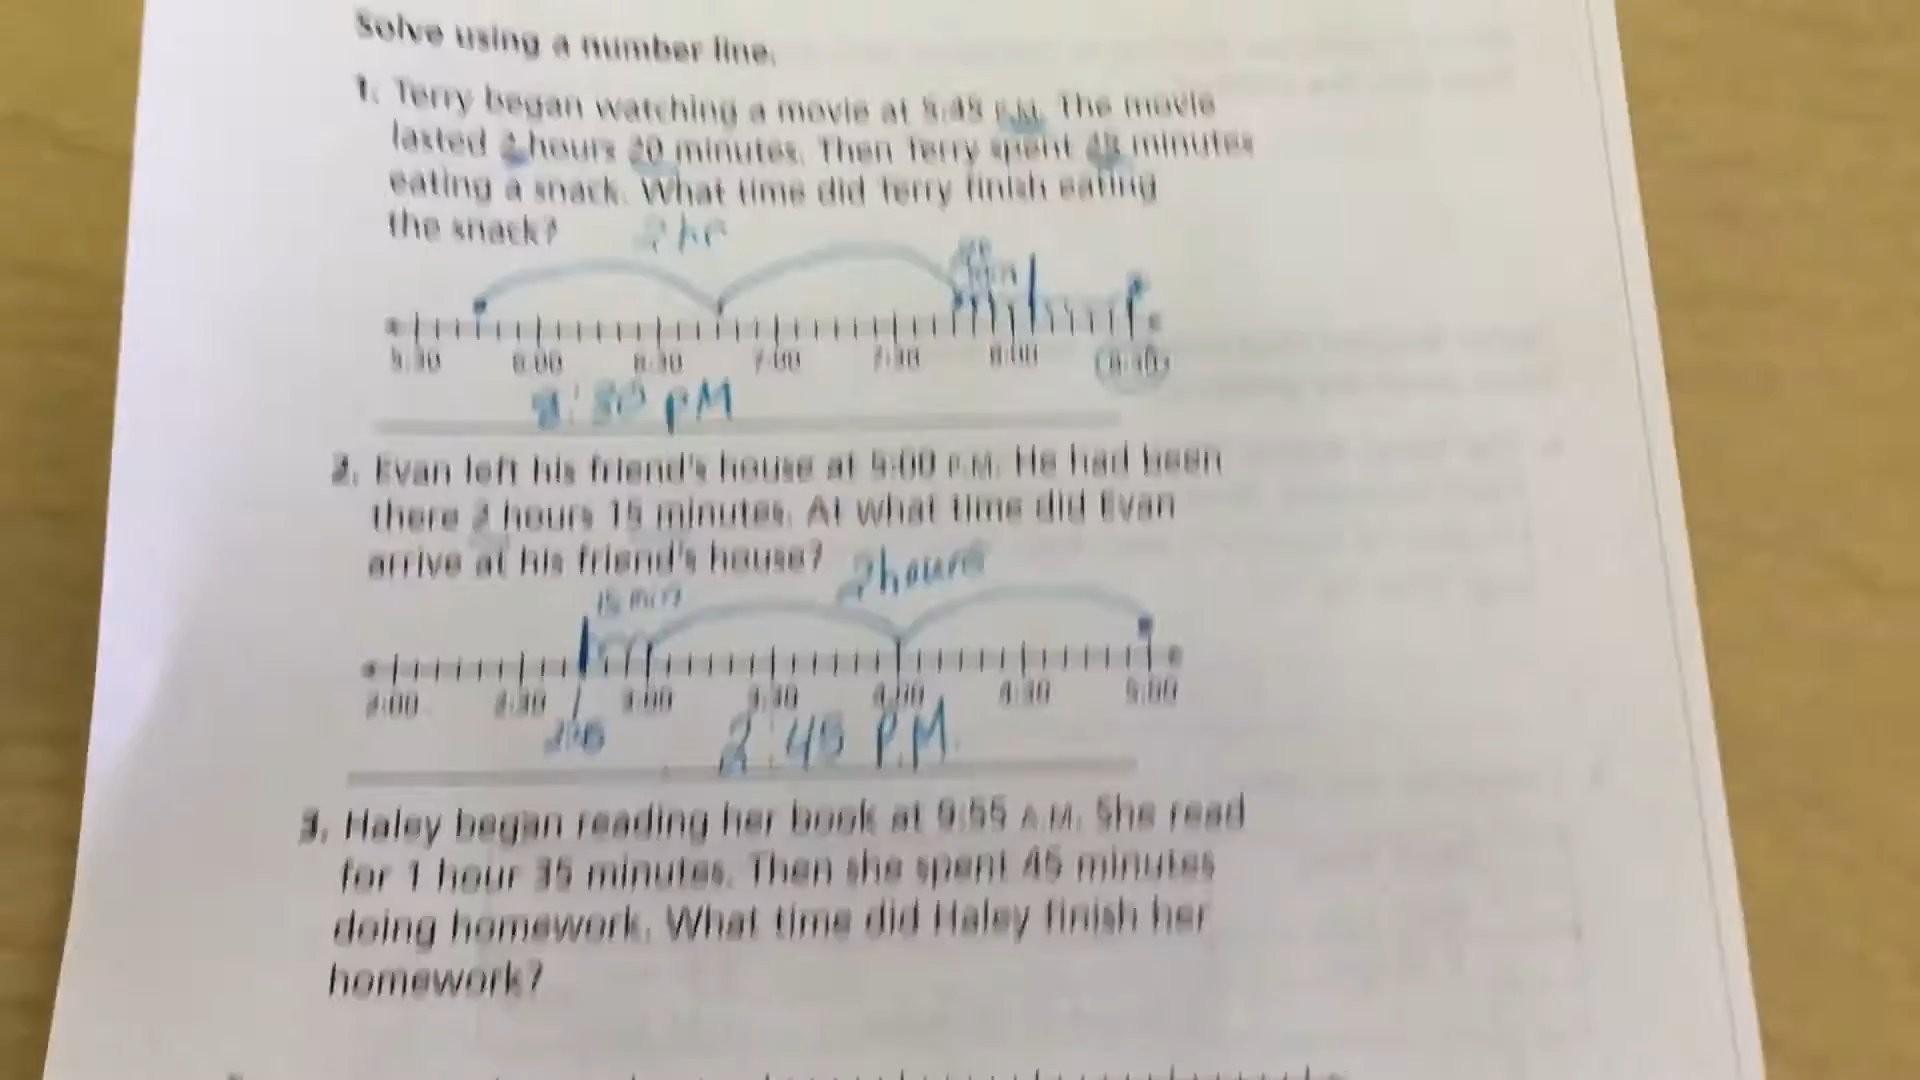 Solve using a number line.
1. Terry began watching a movie at 5:45 P.M. The movie
lasted 2 hours 20 minutes. Then Terry spent minutes
eating a snack. What time did Terry finish eating
the snack?
2 hr
min
5:30 6:00 6:30 7:00 7:30 8:00 8:30
8:30 PM
2. Evan left his friend's house at 5:00 P.M. He had been
there 2 hours 15 minutes. At what time did Evan
arrive at his friend's house?
2 hours
15 min
2:00 2:30 3:00 3:30 4:00 4:30 5:00
2:45
2:45 P.M.
3. Haley began reading her book at 9:55 A.M. She read
for 1 hour 35 minutes. Then she spent 45 minutes
doing homework. What time did Haley finish her
homework?